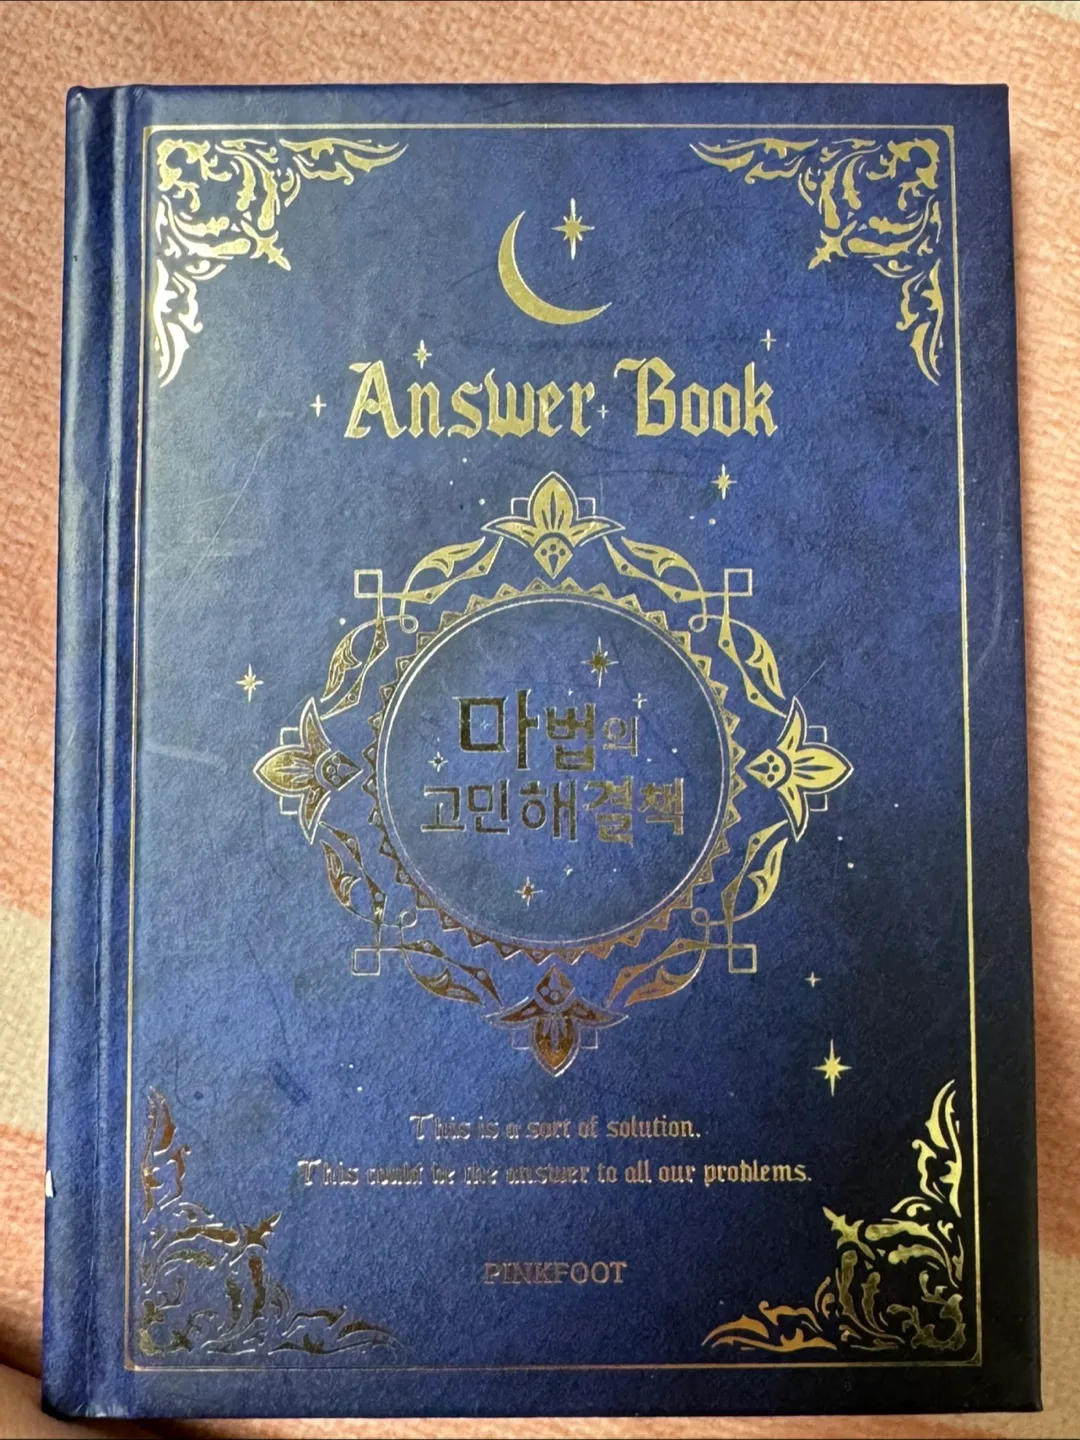 Answer Book
마법의
고민해결책
This is a sort of solution.
This could be the answer to all our problems.
PINKFOOT